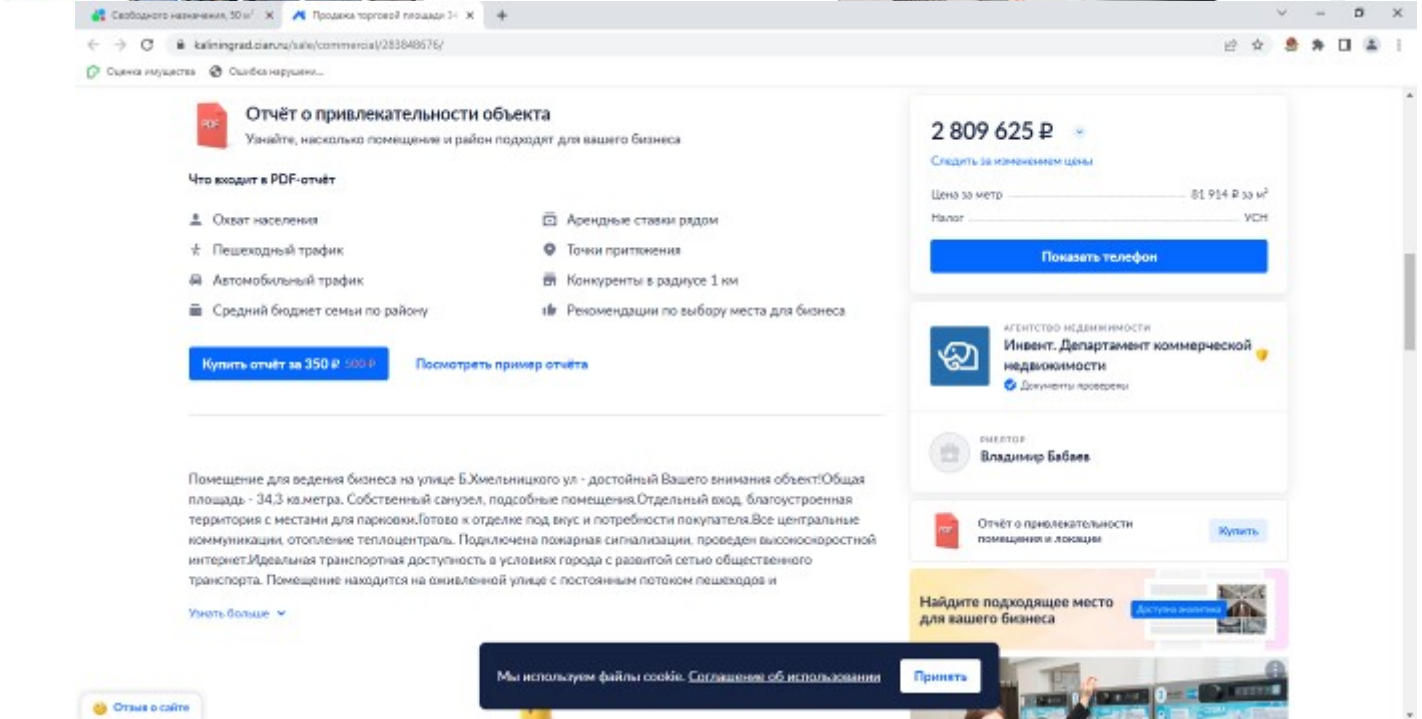 Свободного назначения, 50 м²
Продажа торговой площади 34
kaliningrad.cian.ru/sale/commercial/283848676/
Оценка имущества
Ошибка нарушени...
PDF
Отчёт о привлекательности объекта
Узнайте, насколько помещение и район подходят для вашего бизнеса
Что входит в PDF-отчёт
Охват населения
Арендные ставки рядом
Пешеходный трафик
Точки притяжения
Автомобильный трафик
Конкуренты в радиусе 1 км
Средний бюджет семьи по району
Рекомендации по выбору места для бизнеса
Купить отчёт за 350 ₽ 500 ₽
Посмотреть пример отчёта
Помещение для ведения бизнеса на улице Б.Хмельницкого ул - достойный Вашего внимания объект!Общая
площадь - 34,3 кв.метра. Собственный санузел, подсобные помещения.Отдельный вход, благоустроенная
территория с местами для парковки.Готово к отделке под вкус и потребности покупателя.Все центральные
коммуникации, отопление теплоцентраль. Подключена пожарная сигнализации, проведен высокоскоростной
интернет.Идеальная транспортная доступность в условиях города с развитой сетью общественного
транспорта. Помещение находится на оживленной улице с постоянным потоком пешеходов и
Узнать больше
2 809 625 ₽
Следить за изменением цены
Цена за метр 81 914 ₽ за м²
Налог УСН
Показать телефон
АГЕНТСТВО НЕДВИЖИМОСТИ
Инвент. Департамент коммерческой
недвижимости
Документы проверены
РИЕЛТОР
Владимир Бабаев
PDF
Отчёт о привлекательности
помещения и локации
Купить
Найдите подходящее место
для вашего бизнеса
Доступна аналитика
Мы используем файлы cookie. Соглашение об использовании
Принять
Отзыв о сайте